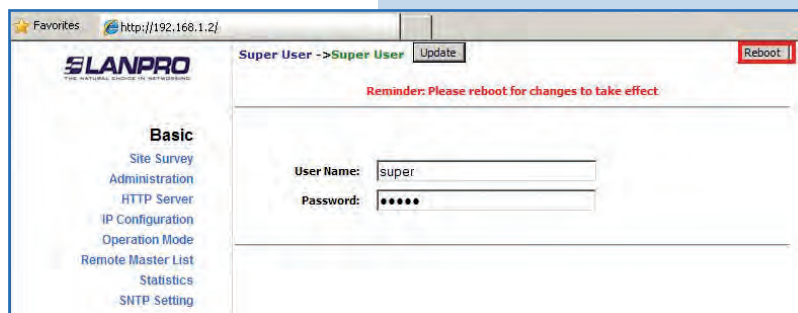 Favorites
http://192.168.1.2/
LANPRO
THE NATURAL CHOICE IN NETWORKING
Super User ->Super User Update Reboot
Reminder: Please reboot for changes to take effect
Basic
Site Survey
Administration
HTTP Server
IP Configuration
Operation Mode
Remote Master List
Statistics
SNTP Setting
User Name: super
Password: •••••